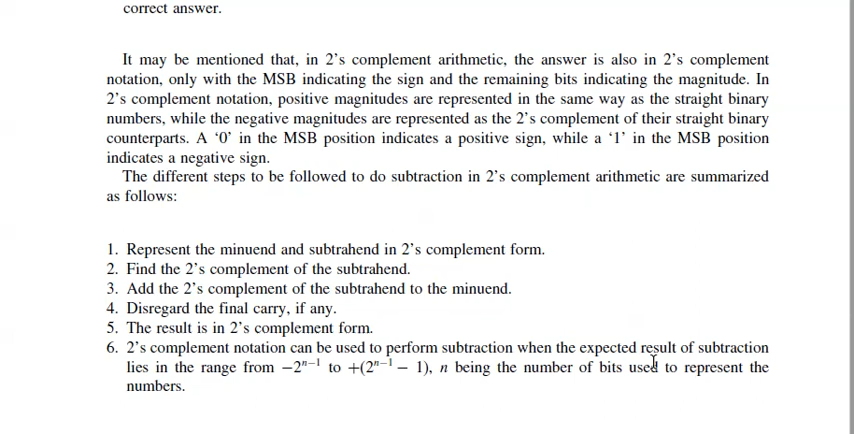 correct answer.
It may be mentioned that, in 2’s complement arithmetic, the answer is also in 2’s complement
notation, only with the MSB indicating the sign and the remaining bits indicating the magnitude. In
2’s complement notation, positive magnitudes are represented in the same way as the straight binary
numbers, while the negative magnitudes are represented as the 2’s complement of their straight binary
counterparts. A ‘0’ in the MSB position indicates a positive sign, while a ‘1’ in the MSB position
indicates a negative sign.
The different steps to be followed to do subtraction in 2’s complement arithmetic are summarized
as follows:
1. Represent the minuend and subtrahend in 2’s complement form.
2. Find the 2’s complement of the subtrahend.
3. Add the 2’s complement of the subtrahend to the minuend.
4. Disregard the final carry, if any.
5. The result is in 2’s complement form.
6. 2’s complement notation can be used to perform subtraction when the expected result of subtraction
lies in the range from −2ⁿ⁻¹ to +(2ⁿ⁻¹ − 1), n being the number of bits used to represent the
numbers.